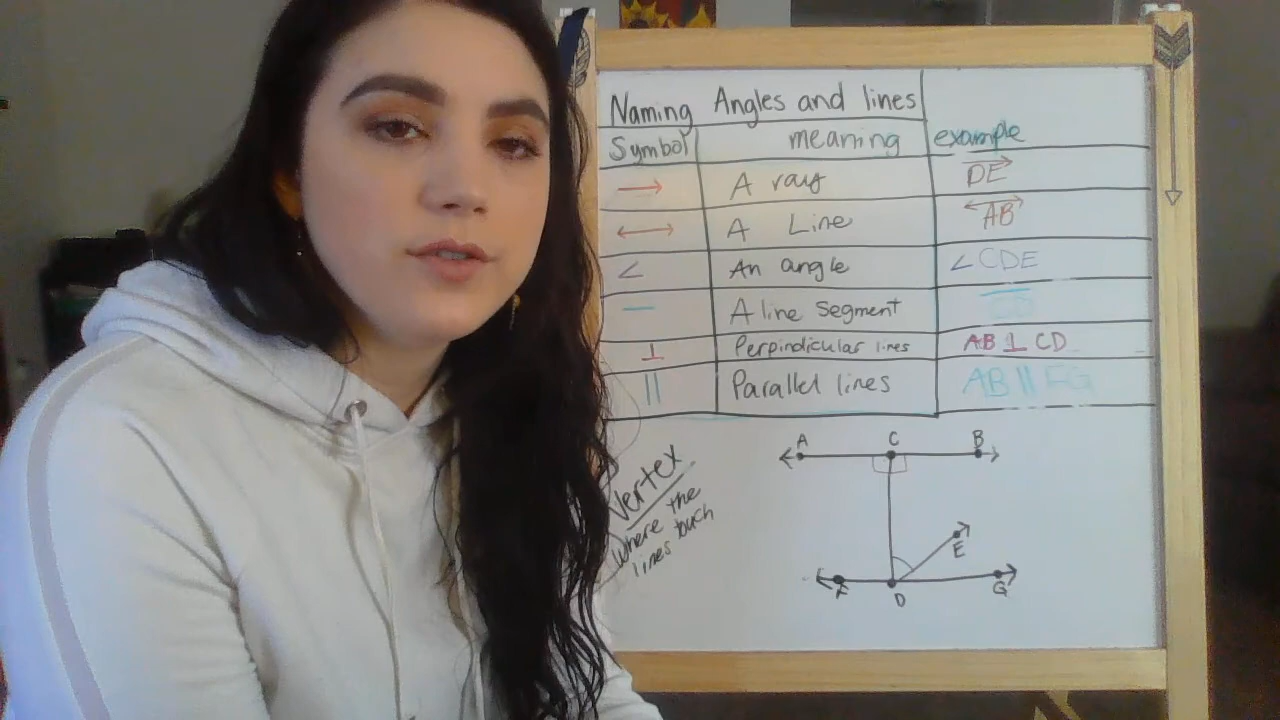 Naming Angles and lines
Symbol meaning example
→ A ray DE
↔ A Line AB
∠ An angle ∠CDE
— A line segment
⊥ Perpindicular lines AB ⊥ CD
|| Parallel lines AB || FG
A C B
Vertex
where the
lines touch
E
F D G